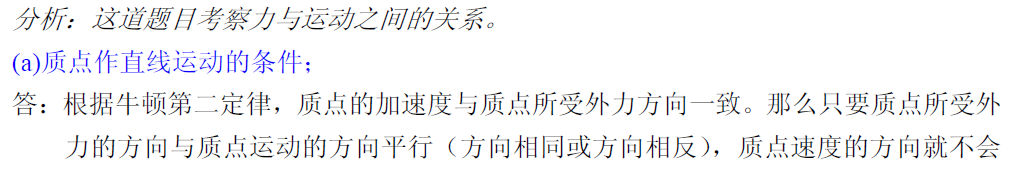 分析：这道题目考察力与运动之间的关系。
(a)质点作直线运动的条件；
答：根据牛顿第二定律，质点的加速度与质点所受外力方向一致。那么只要质点所受外
力的方向与质点运动的方向平行（方向相同或方向相反），质点速度的方向就不会